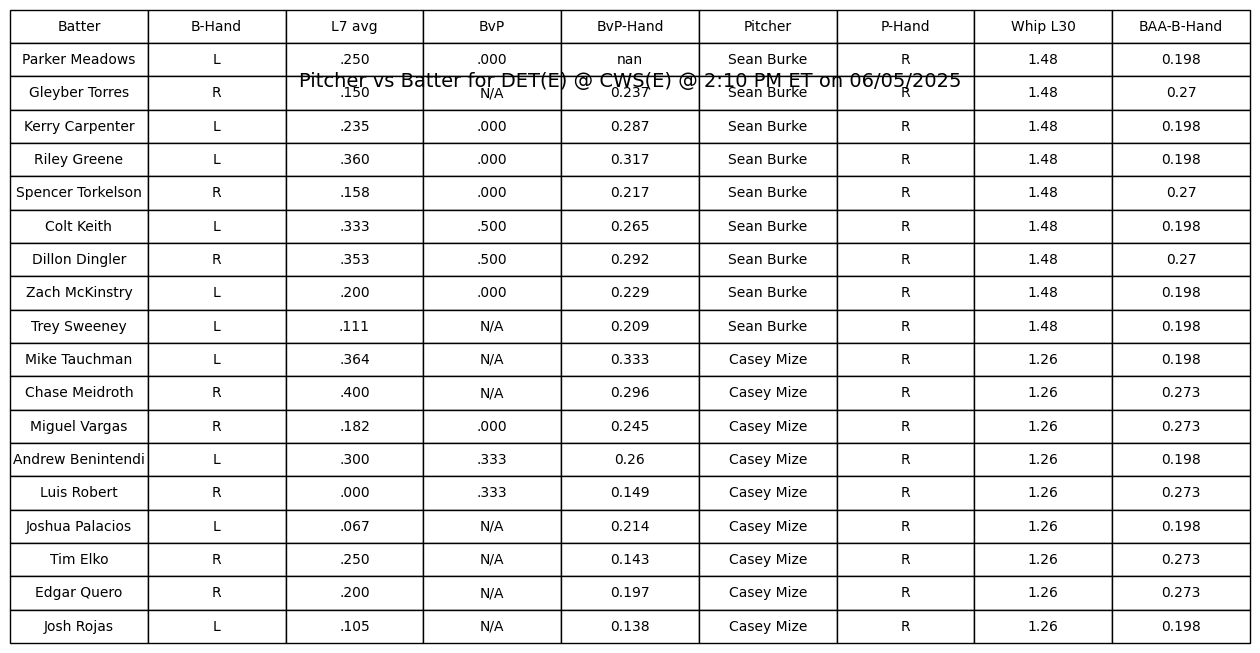 Batter B-Hand L7 avg BvP BvP-Hand Pitcher P-Hand Whip L30 BAA-B-Hand
Parker Meadows L .250 .000 nan Sean Burke R 1.48 0.198
Pitcher vs Batter for DET(E) @ CWS(E) @ 2:10 PM ET on 06/05/2025
Gleyber Torres R .150 N/A 0.237 Sean Burke R 1.48 0.27
Kerry Carpenter L .235 .000 0.287 Sean Burke R 1.48 0.198
Riley Greene L .360 .000 0.317 Sean Burke R 1.48 0.198
Spencer Torkelson R .158 .000 0.217 Sean Burke R 1.48 0.27
Colt Keith L .333 .500 0.265 Sean Burke R 1.48 0.198
Dillon Dingler R .353 .500 0.292 Sean Burke R 1.48 0.27
Zach McKinstry L .200 .000 0.229 Sean Burke R 1.48 0.198
Trey Sweeney L .111 N/A 0.209 Sean Burke R 1.48 0.198
Mike Tauchman L .364 N/A 0.333 Casey Mize R 1.26 0.198
Chase Meidroth R .400 N/A 0.296 Casey Mize R 1.26 0.273
Miguel Vargas R .182 .000 0.245 Casey Mize R 1.26 0.273
Andrew Benintendi L .300 .333 0.26 Casey Mize R 1.26 0.198
Luis Robert R .000 .333 0.149 Casey Mize R 1.26 0.273
Joshua Palacios L .067 N/A 0.214 Casey Mize R 1.26 0.198
Tim Elko R .250 N/A 0.143 Casey Mize R 1.26 0.273
Edgar Quero R .200 N/A 0.197 Casey Mize R 1.26 0.273
Josh Rojas L .105 N/A 0.138 Casey Mize R 1.26 0.198